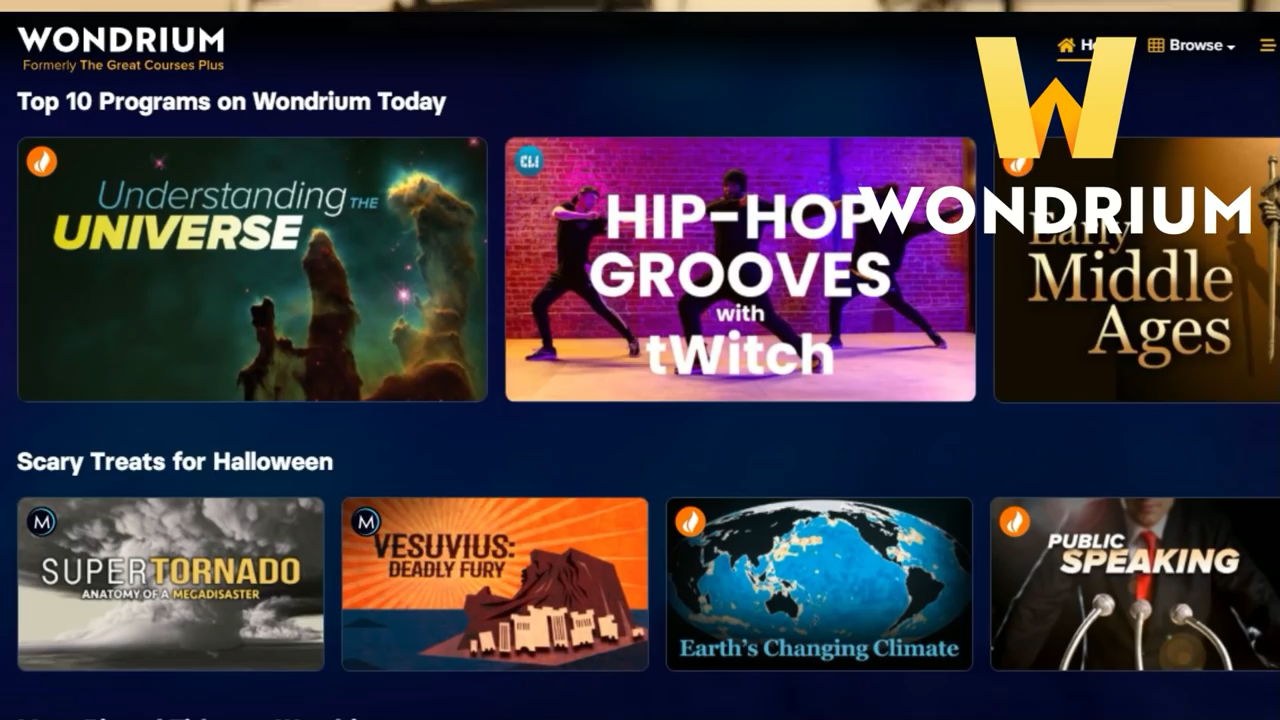 WONDRIUM
Formerly The Great Courses Plus
Browse
WONDRIUM
Top 10 Programs on Wondrium Today
Understanding THE
UNIVERSE
CLI
HIP-HOP
GROOVES
with
tWitch
Early
Middle
Ages
Scary Treats for Halloween
M
SUPERTORNADO
ANATOMY OF A MEGADISASTER
M
VESUVIUS:
DEADLY FURY
Earth's Changing Climate
PUBLIC
SPEAKING